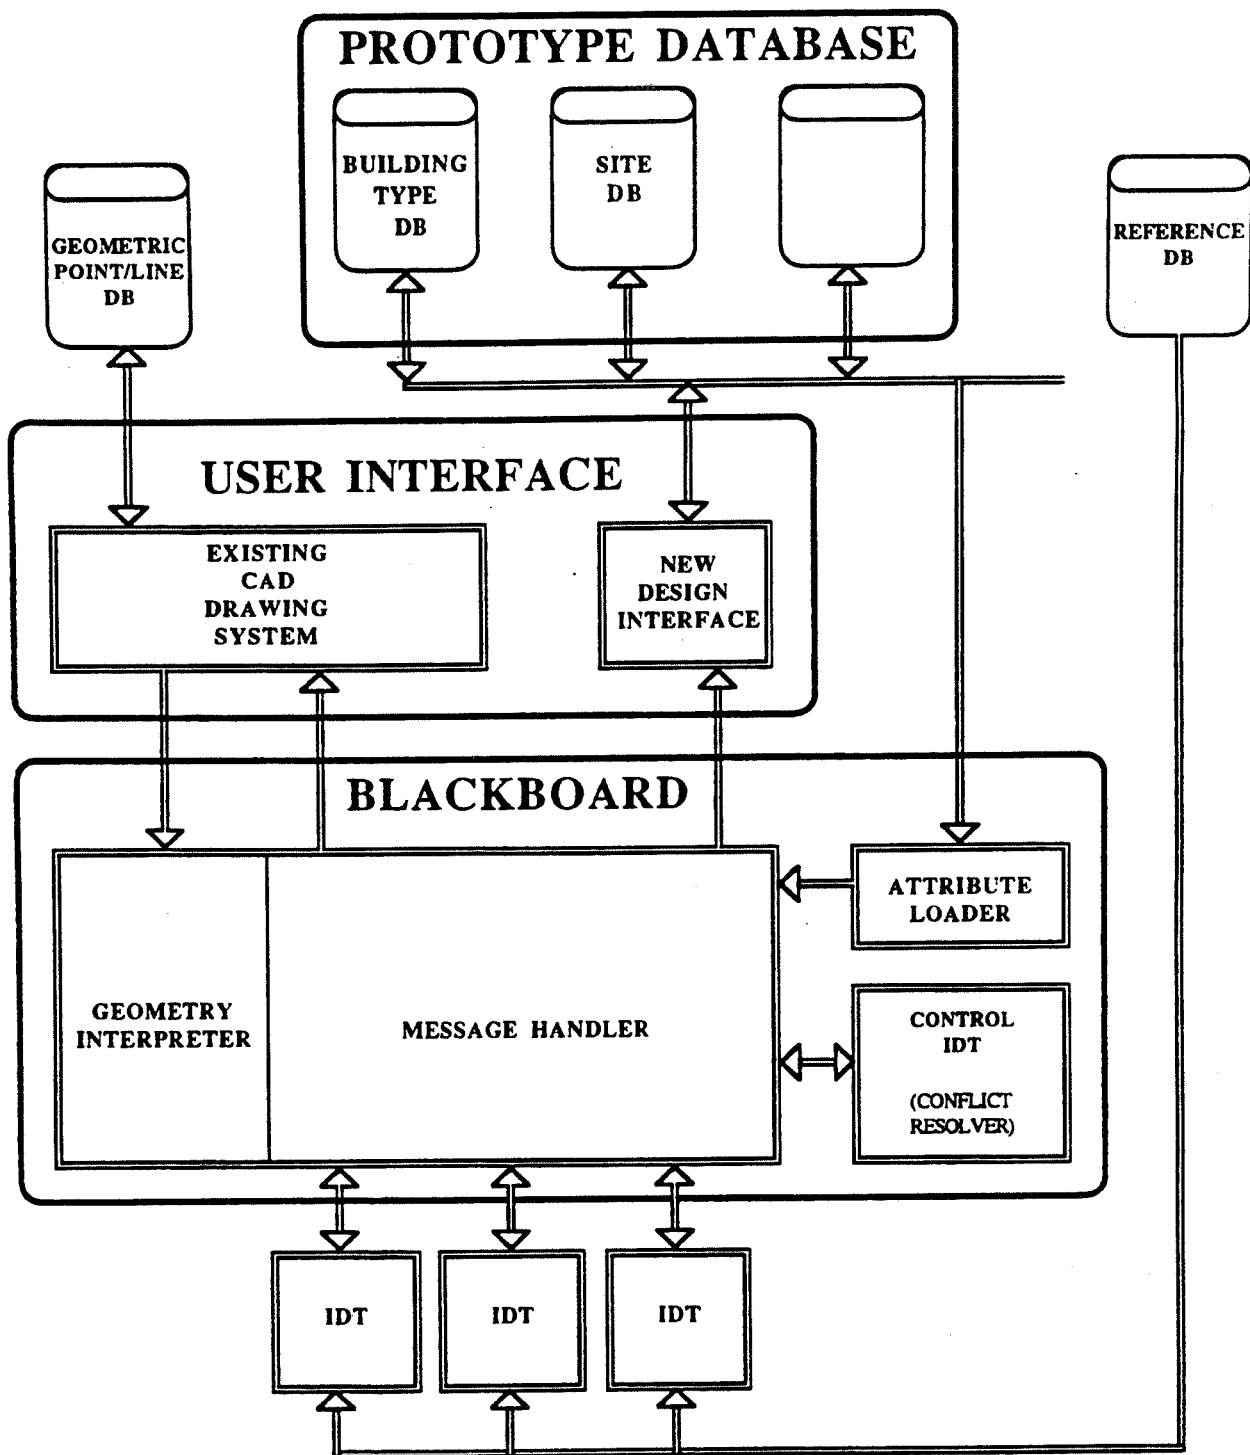 PROTOTYPE DATABASE
BUILDING
TYPE
DB
SITE
DB
GEOMETRIC
POINT/LINE
DB
REFERENCE
DB
USER INTERFACE
EXISTING
CAD
DRAWING
SYSTEM
NEW
DESIGN
INTERFACE
BLACKBOARD
ATTRIBUTE
LOADER
GEOMETRY
INTERPRETER
MESSAGE HANDLER
CONTROL
IDT
(CONFLICT
RESOLVER)
IDT
IDT
IDT